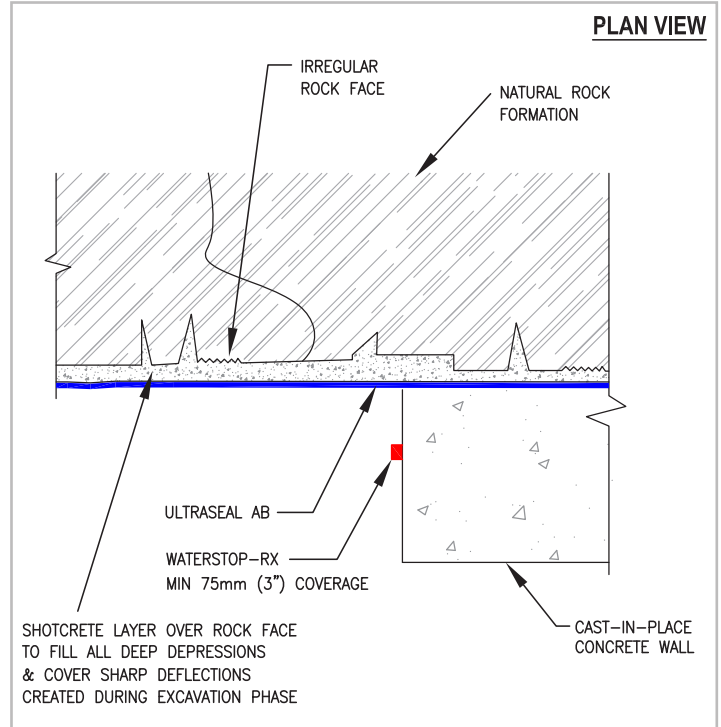 PLAN VIEW
IRREGULAR
ROCK FACE
NATURAL ROCK
FORMATION
ULTRASEAL AB
WATERSTOP-RX
MIN 75mm (3") COVERAGE
SHOTCRETE LAYER OVER ROCK FACE
TO FILL ALL DEEP DEPRESSIONS
& COVER SHARP DEFLECTIONS
CREATED DURING EXCAVATION PHASE
CAST-IN-PLACE
CONCRETE WALL